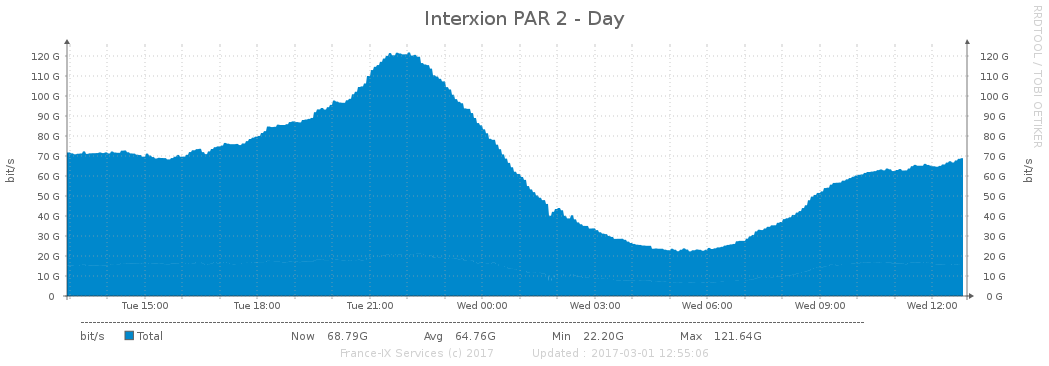 Interxion PAR 2 - Day
RRDTOOL / TOBI OETIKER
120 G 120 G
110 G 110 G
100 G 100 G
90 G 90 G
80 G 80 G
70 G 70 G
60 G 60 G
50 G 50 G
40 G 40 G
30 G 30 G
20 G 20 G
10 G 10 G
0 0 G
bit/s bit/s
Tue 15:00 Tue 18:00 Tue 21:00 Wed 00:00 Wed 03:00 Wed 06:00 Wed 09:00 Wed 12:00
bit/s Total Now 68.79G Avg 64.76G Min 22.20G Max 121.64G
France-IX Services (c) 2017 Updated : 2017-03-01 12:55:06